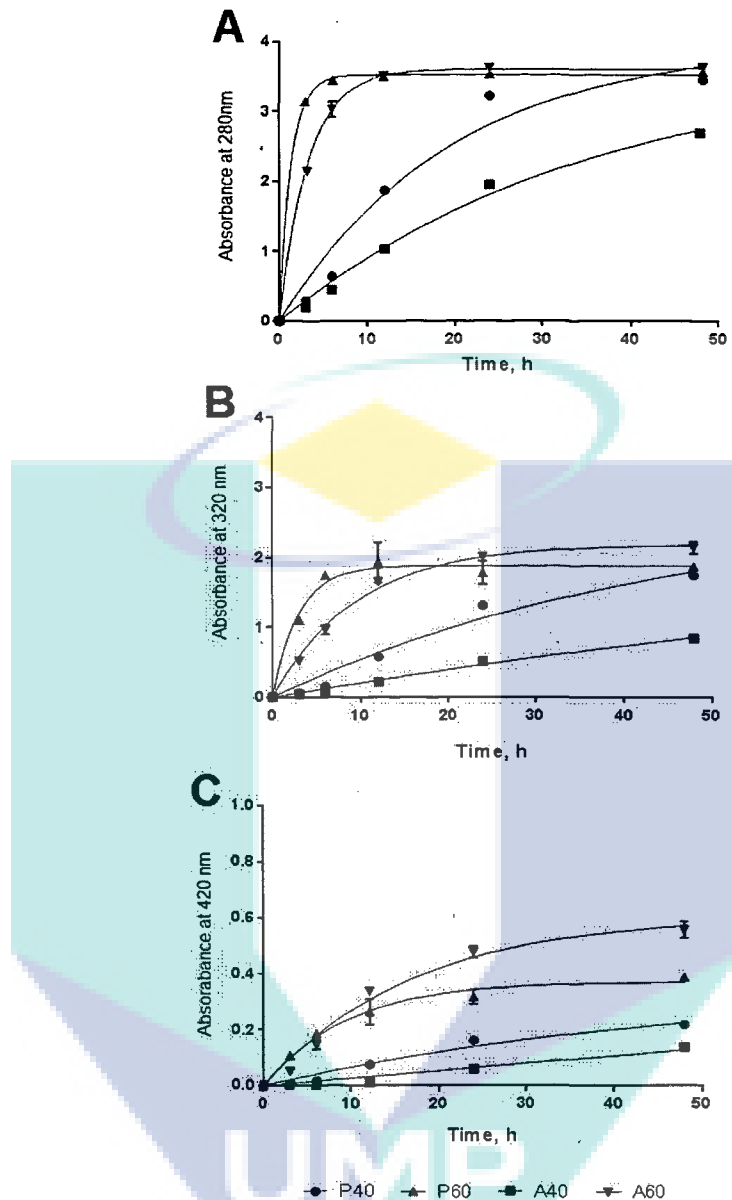 A
4
3
2
1
0
Absorbance at 280nm
0 10 20 30 40 50
Time, h
B
4
3
2
1
0
Absorbance at 320 nm
0 10 20 30 40 50
Time, h
C
1.0
0.8
0.6
0.4
0.2
0.0
Absorabance at 420 nm
0 10 20 30 40 50
Time, h
UMP
P40 P60 A40 A60